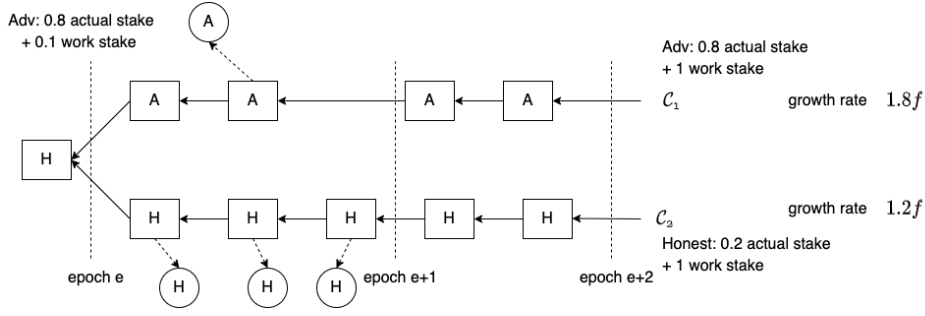 Adv: 0.8 actual stake
+ 0.1 work stake
A
Adv: 0.8 actual stake
+ 1 work stake
A
A
A
A
C₁
growth rate 1.8f
H
H
H
H
H
H
C₂
growth rate 1.2f
Honest: 0.2 actual stake
+ 1 work stake
epoch e
H
H
H
epoch e+1
epoch e+2